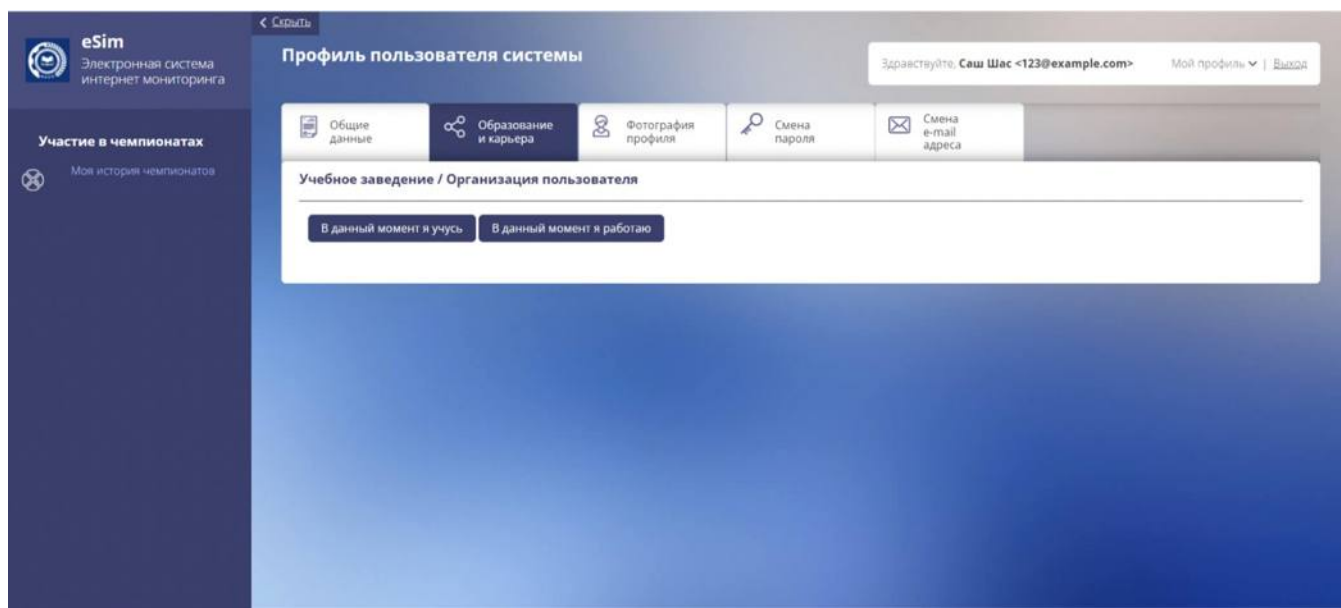 Скрыть
eSim
Электронная система
интернет мониторинга
Профиль пользователя системы
Здравствуйте, Саш Шас <123@example.com>
Мой профиль | Выход
Участие в чемпионатах
Моя история чемпионатов
Общие
данные
Образование
и карьера
Фотография
профиля
Смена
пароля
Смена
e-mail
адреса
Учебное заведение / Организация пользователя
В данный момент я учусь
В данный момент я работаю